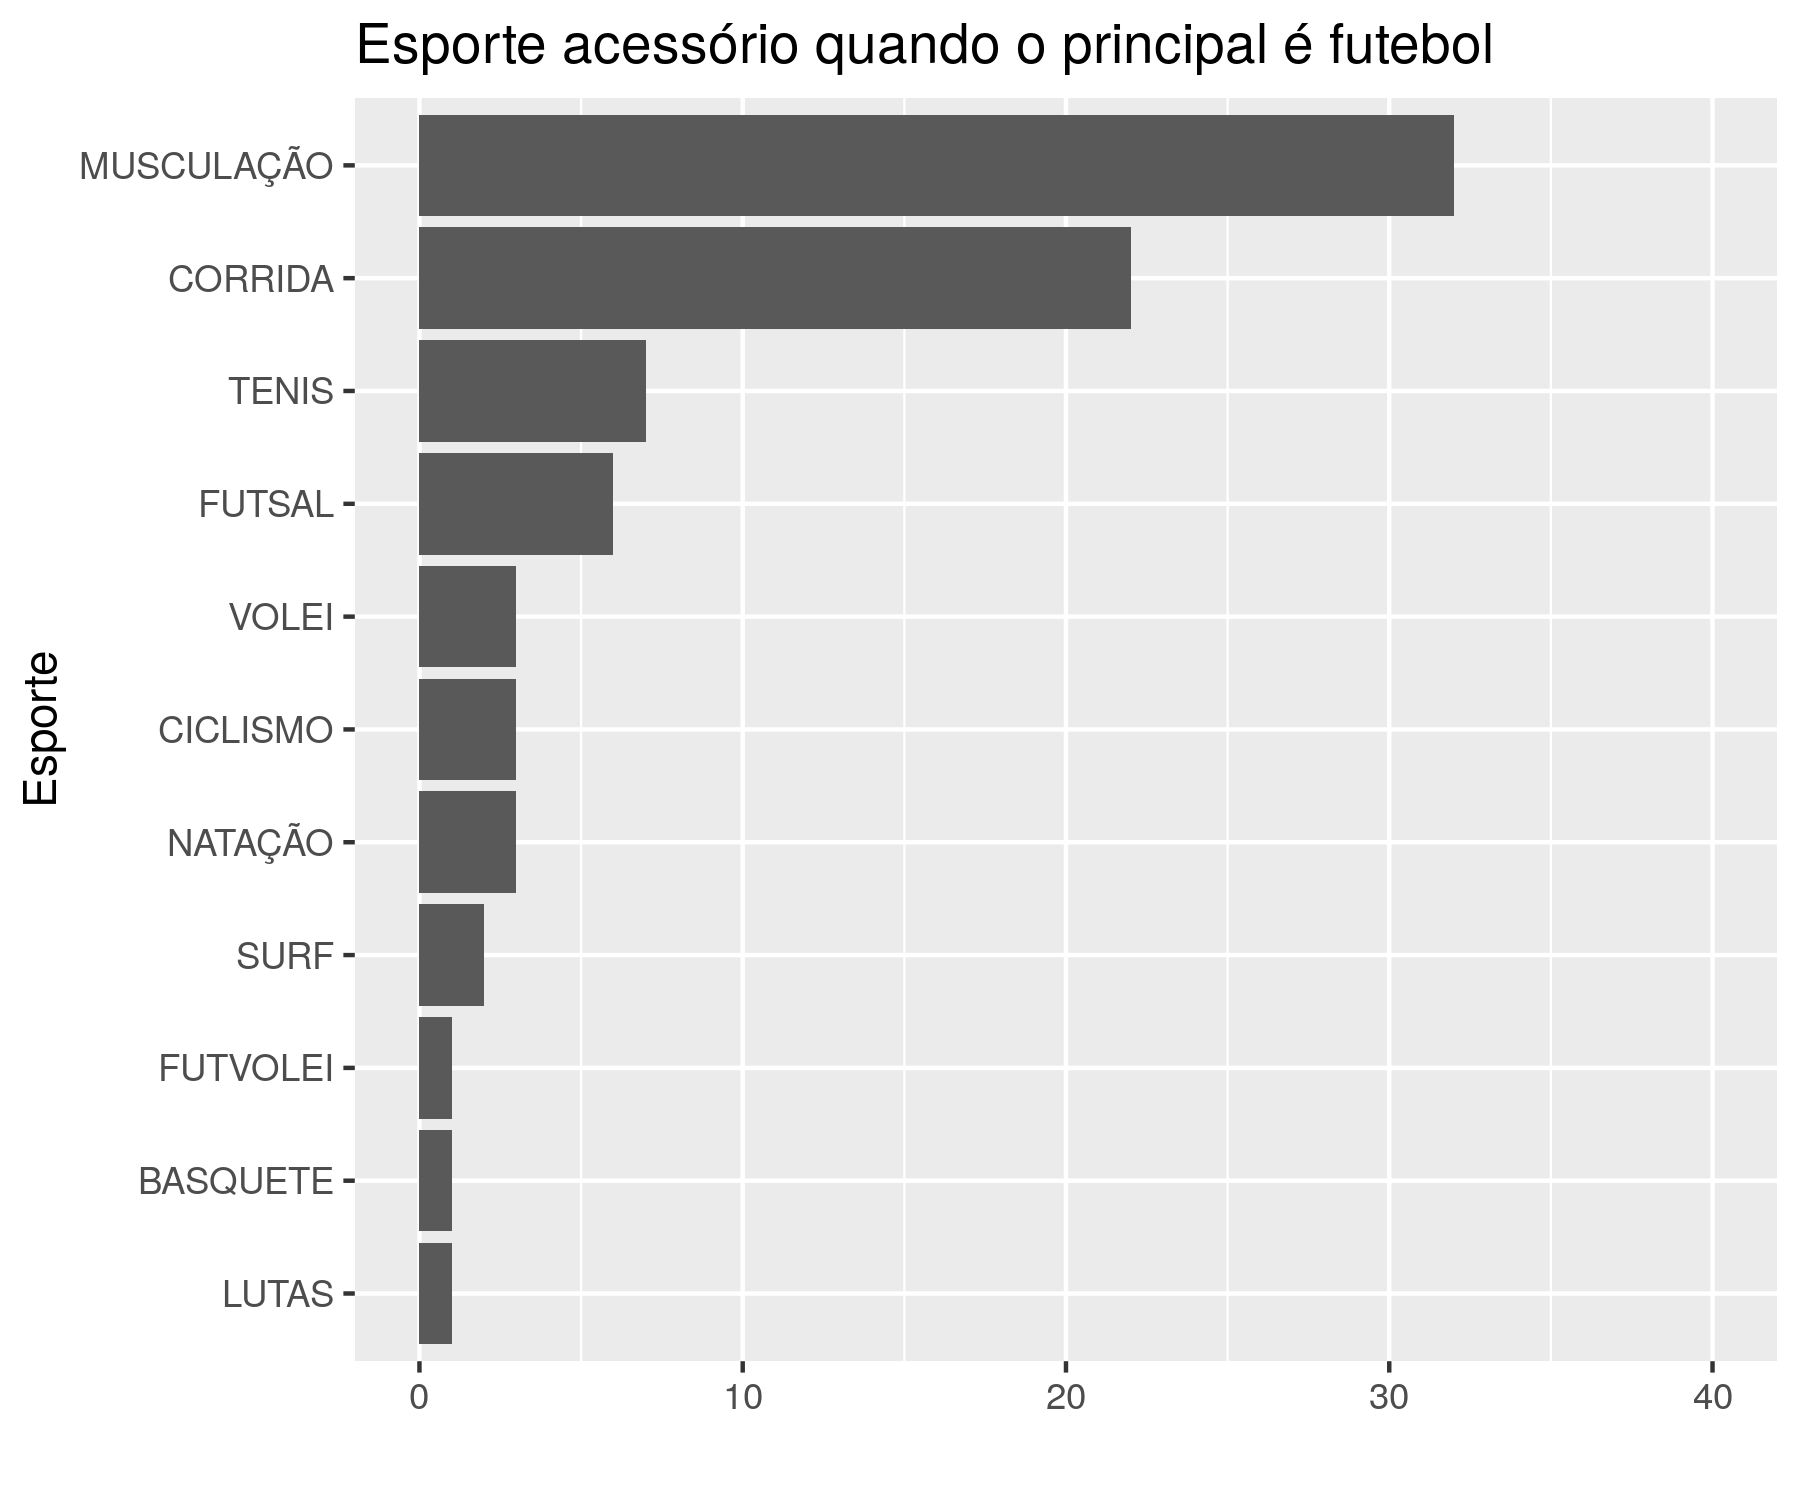 Esporte acessório quando o principal é futebol
MUSCULAÇÃO
CORRIDA
TENIS
FUTSAL
VOLEI
CICLISMO
NATAÇÃO
SURF
FUTVOLEI
BASQUETE
LUTAS
Esporte
0 10 20 30 40